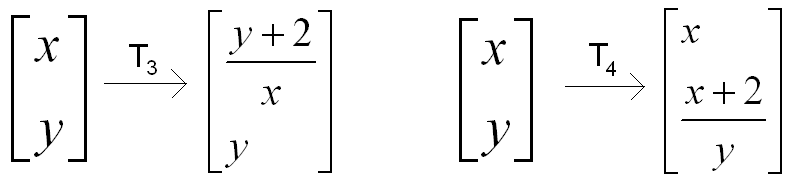 [x y] T₃ → [(y + 2)/x y]
[x y] T₄ → [x (x + 2)/y]